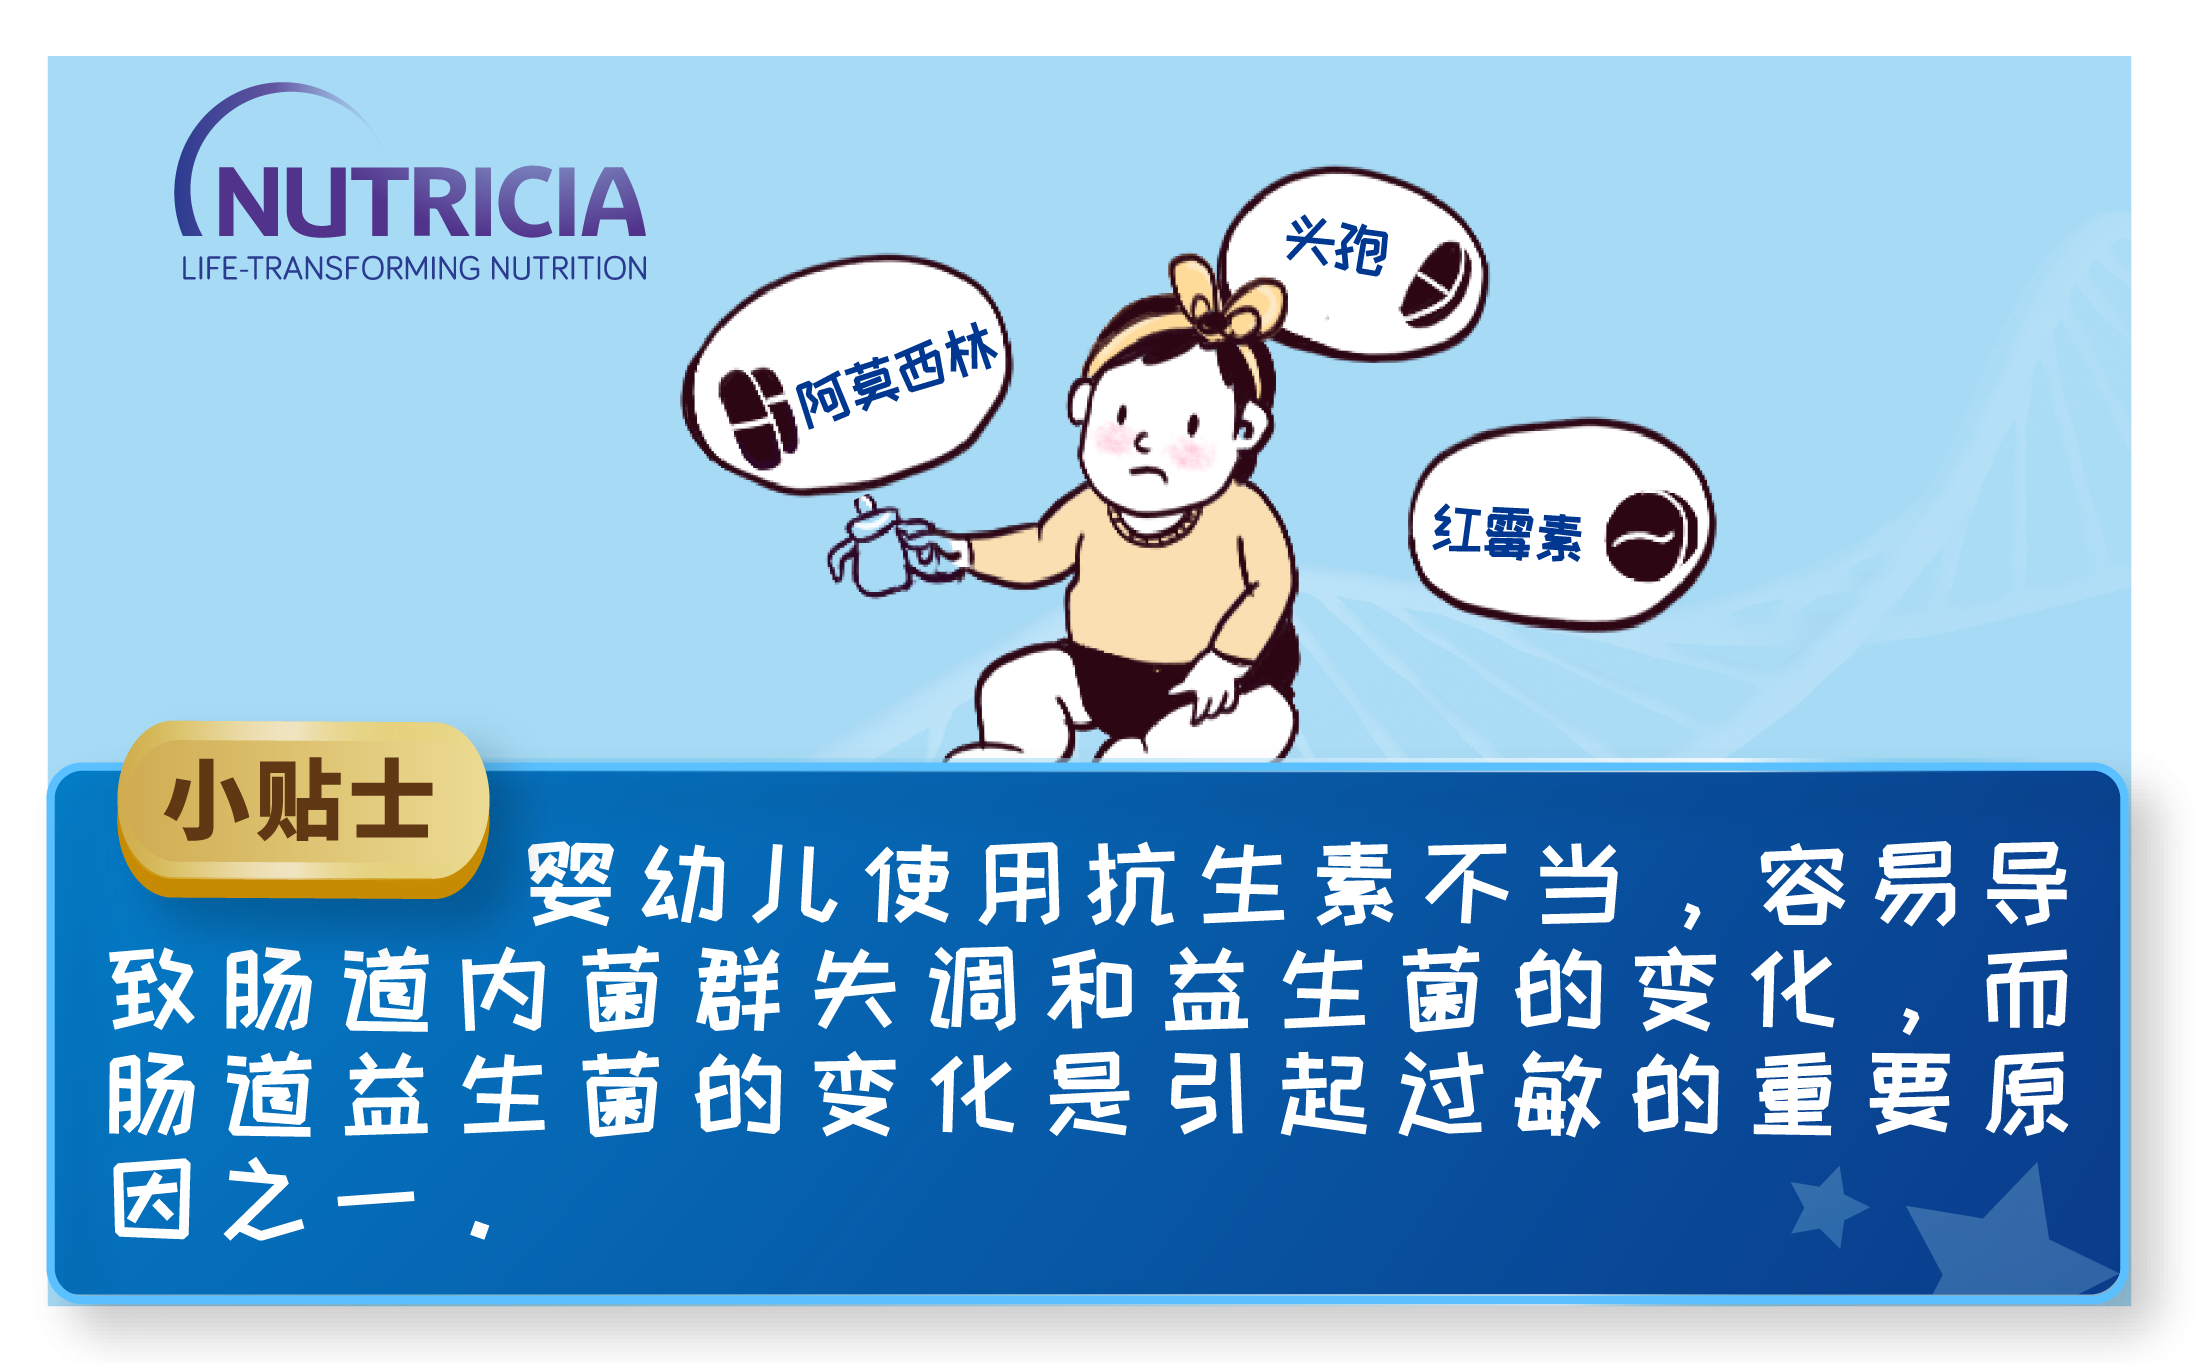 NUTRICIA
LIFE-TRANSFORMING NUTRITION
头孢
阿莫西林
红霉素
小贴士
婴幼儿使用抗生素不当，容易导
致肠道内菌群失调和益生菌的变化，而
肠道益生菌的变化是引起过敏的重要原
因之一.